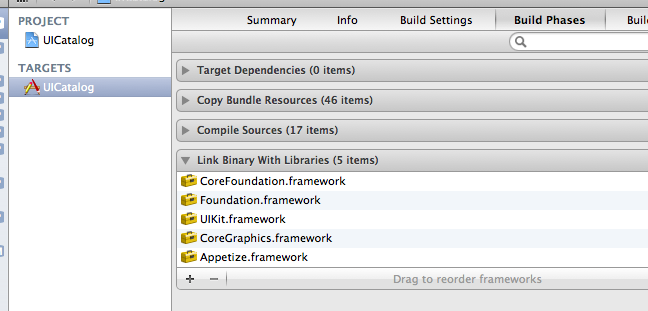 PROJECT
UICatalog
TARGETS
UICatalog
Summary Info Build Settings Build Phases
Target Dependencies (0 items)
Copy Bundle Resources (46 items)
Compile Sources (17 items)
Link Binary With Libraries (5 items)
CoreFoundation.framework
Foundation.framework
UIKit.framework
CoreGraphics.framework
Appetize.framework
+ − Drag to reorder frameworks